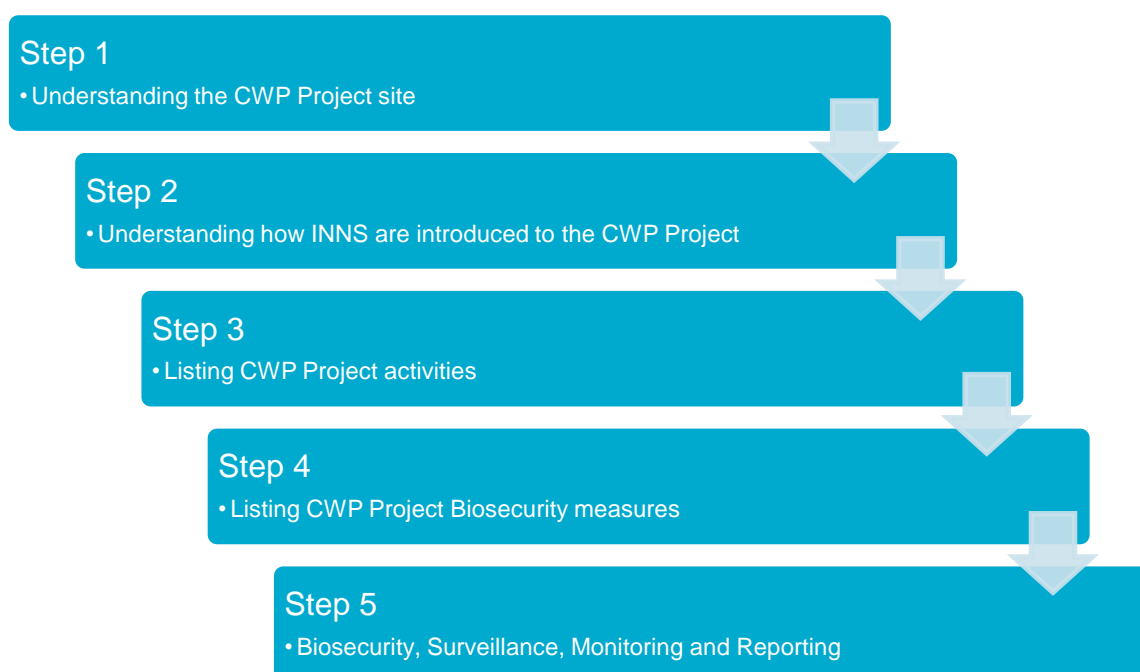 Step 1
• Understanding the CWP Project site
Step 2
• Understanding how INNS are introduced to the CWP Project
Step 3
• Listing CWP Project activities
Step 4
• Listing CWP Project Biosecurity measures
Step 5
• Biosecurity, Surveillance, Monitoring and Reporting